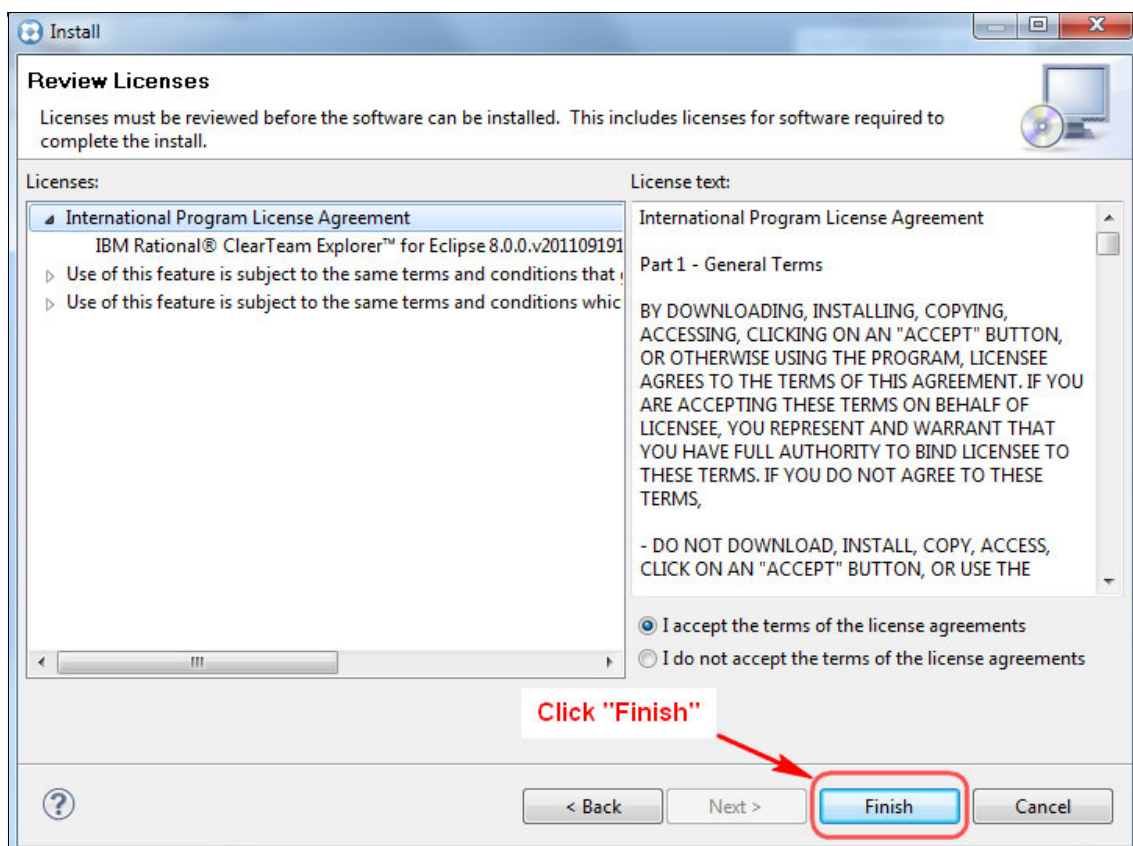 Install
Review Licenses
Licenses must be reviewed before the software can be installed. This includes licenses for software required to
complete the install.
Licenses:
International Program License Agreement
IBM Rational® ClearTeam Explorer™ for Eclipse 8.0.0.v201109191
Use of this feature is subject to the same terms and conditions that
Use of this feature is subject to the same terms and conditions whic
License text:
International Program License Agreement
Part 1 - General Terms
BY DOWNLOADING, INSTALLING, COPYING,
ACCESSING, CLICKING ON AN "ACCEPT" BUTTON,
OR OTHERWISE USING THE PROGRAM, LICENSEE
AGREES TO THE TERMS OF THIS AGREEMENT. IF YOU
ARE ACCEPTING THESE TERMS ON BEHALF OF
LICENSEE, YOU REPRESENT AND WARRANT THAT
YOU HAVE FULL AUTHORITY TO BIND LICENSEE TO
THESE TERMS. IF YOU DO NOT AGREE TO THESE
TERMS,
- DO NOT DOWNLOAD, INSTALL, COPY, ACCESS,
CLICK ON AN "ACCEPT" BUTTON, OR USE THE
I accept the terms of the license agreements
I do not accept the terms of the license agreements
Click "Finish"
? < Back Next > Finish Cancel